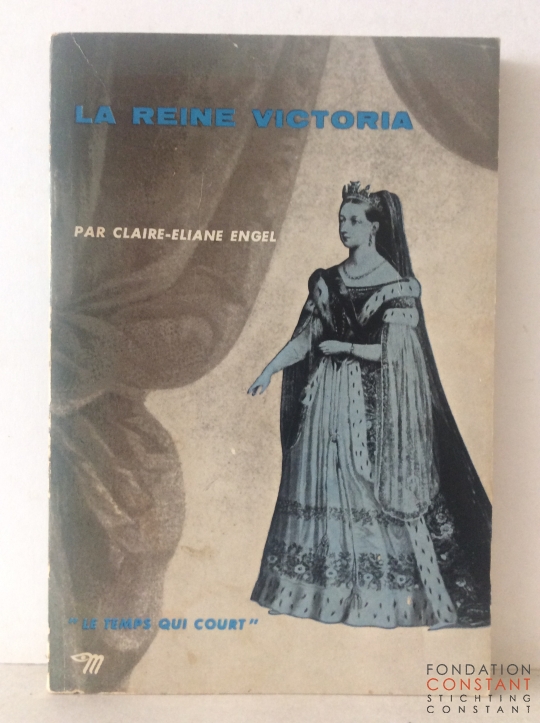 LA REINE VICTORIA
PAR CLAIRE-ELIANE ENGEL
"LE TEMPS QUI COURT"
M
FONDATION
CONSTANT
STICHTING
CONSTANT